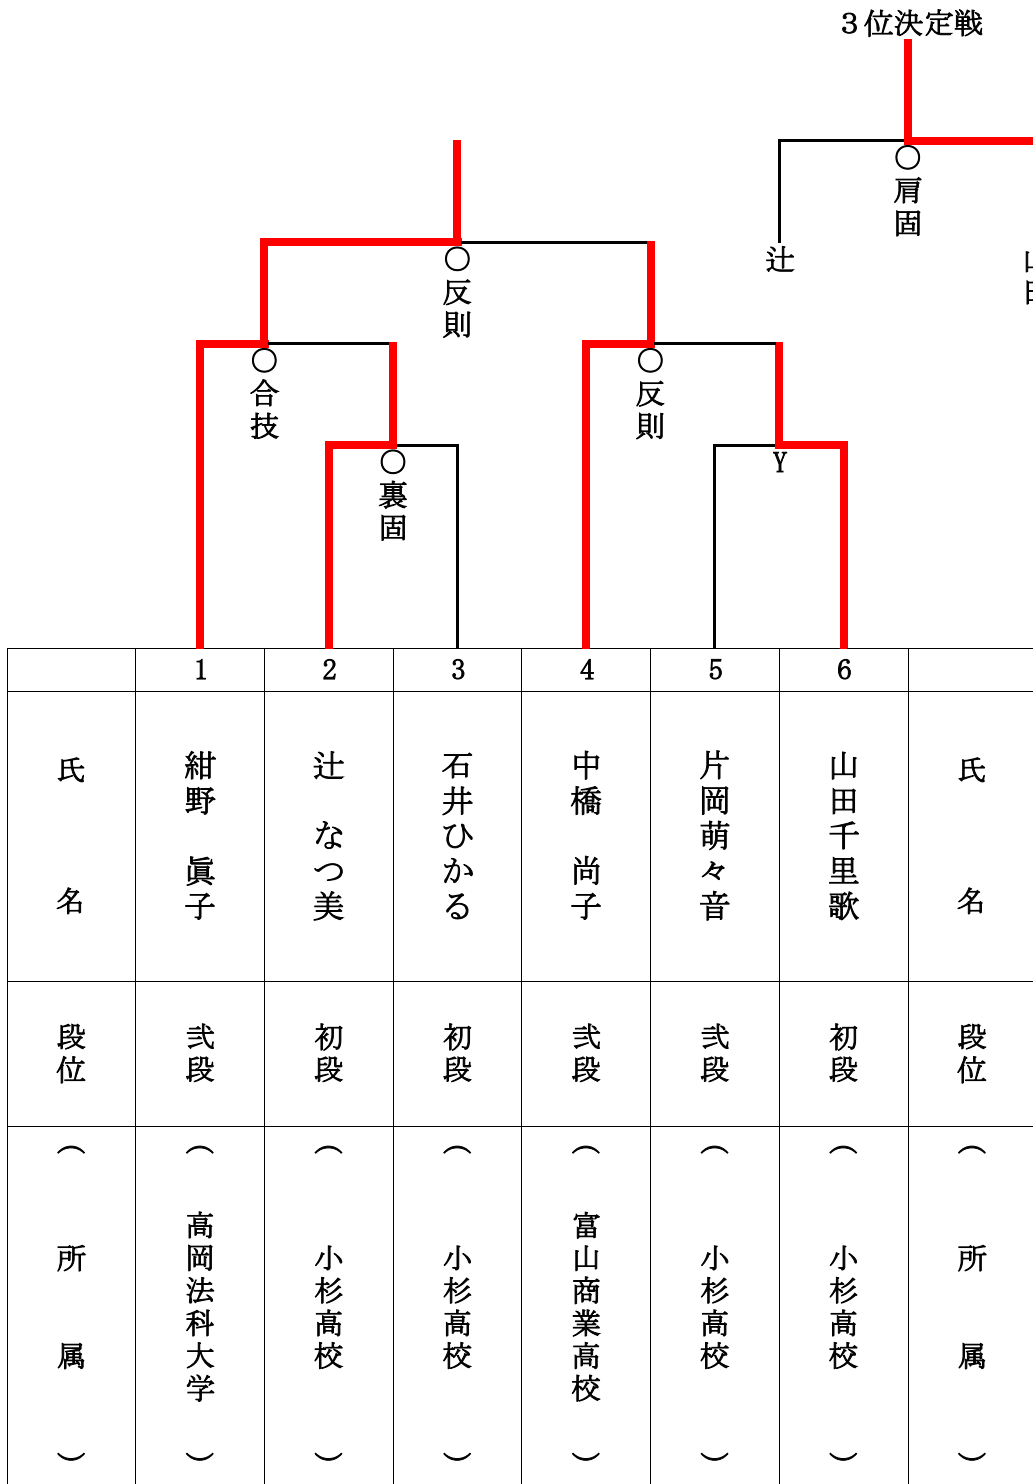 ３位決定戦
○肩固
辻
○反則
○合技
○反則
○裏固
Y
1
2
3
4
5
6
氏名
紺野　眞子
辻　なつ美
石井ひかる
中橋　尚子
片岡萌々音
山田千里歌
氏名
段位
弐段
初段
初段
弐段
弐段
初段
段位
（所属）
（高岡法科大学）
（小杉高校）
（小杉高校）
（富山商業高校）
（小杉高校）
（小杉高校）
（所属）